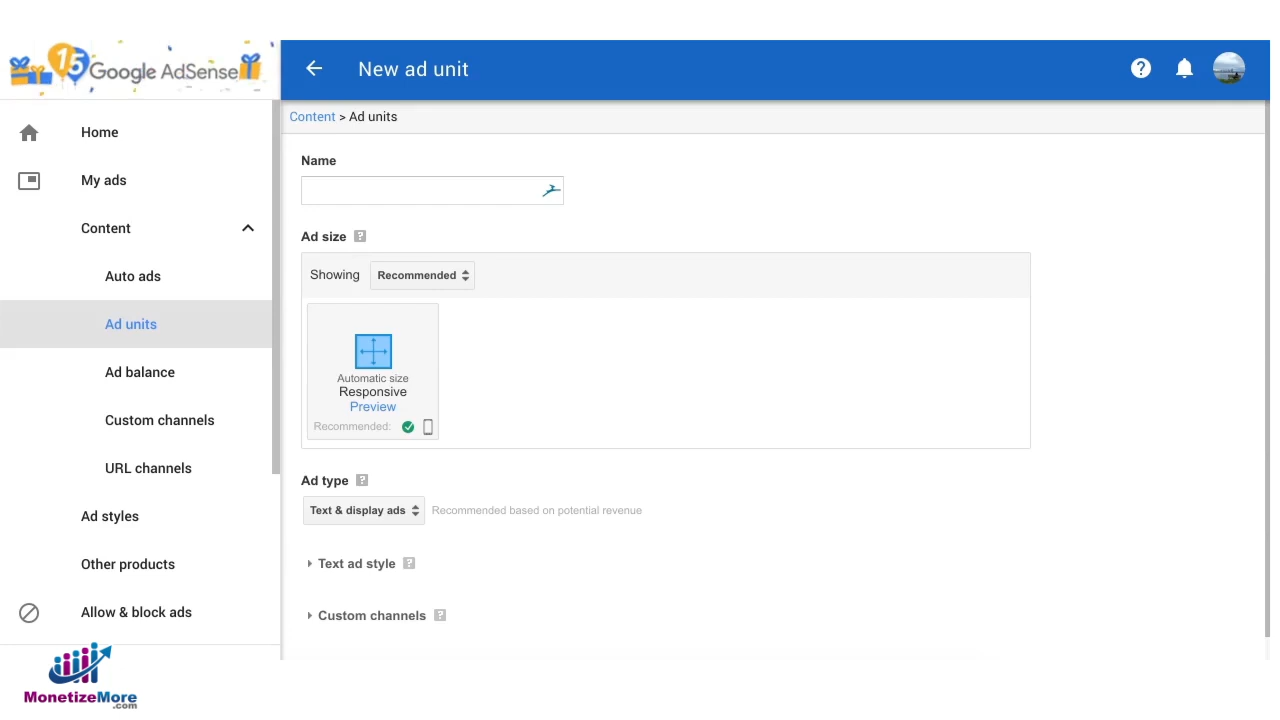 15
Google AdSense
New ad unit
?
Content > Ad units
Home
My ads
Content
Auto ads
Ad units
Ad balance
Custom channels
URL channels
Ad styles
Other products
Allow & block ads
Name
Ad size ?
Showing Recommended
Automatic size
Responsive
Preview
Recommended:
Ad type ?
Text & display ads Recommended based on potential revenue
Text ad style ?
Custom channels ?
MonetizeMore
.com